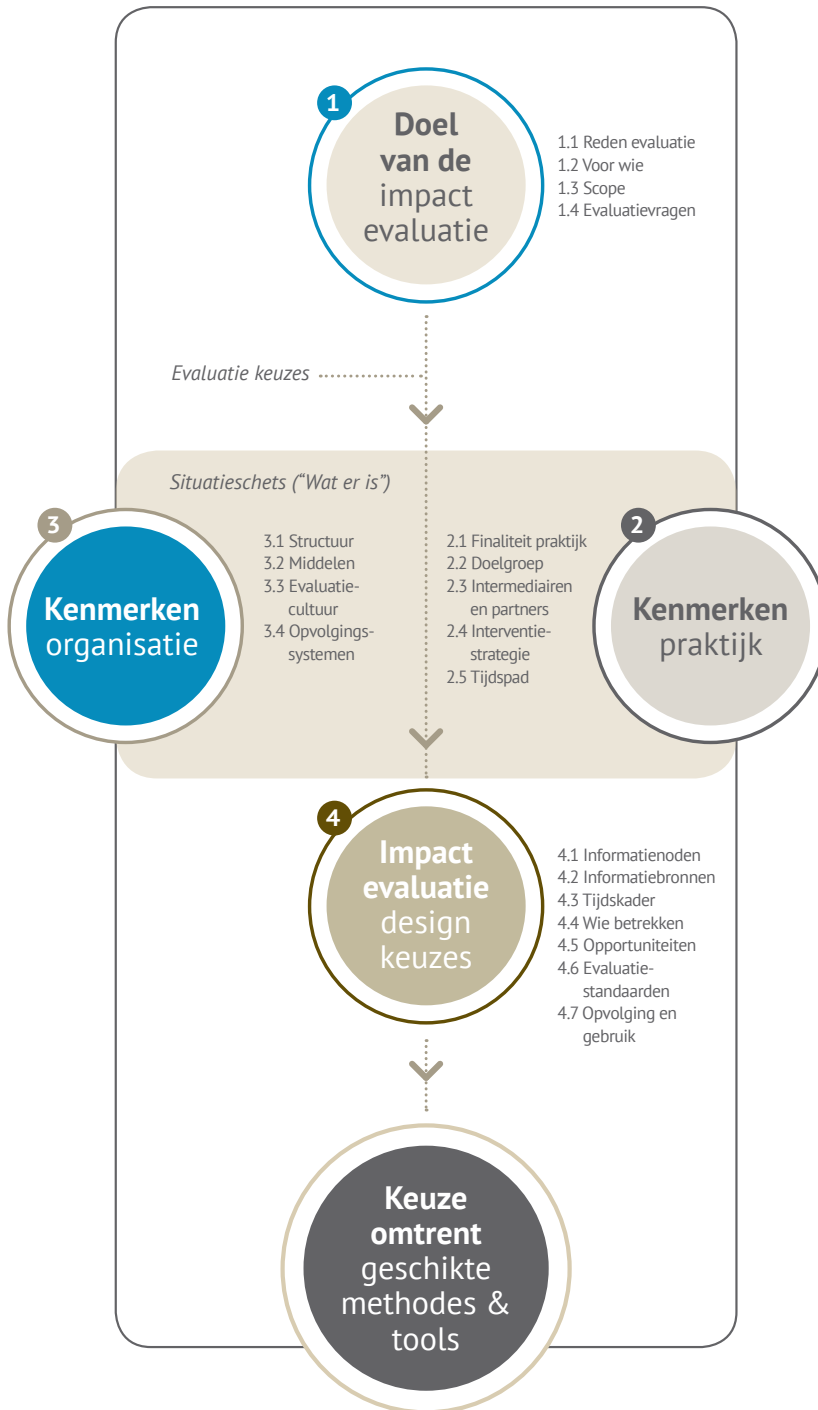 1
Doel
van de
impact
evaluatie
1.1 Reden evaluatie
1.2 Voor wie
1.3 Scope
1.4 Evaluatievragen
Evaluatie keuzes
Situatieschets (“Wat er is”)
3
Kenmerken
organisatie
3.1 Structuur
3.2 Middelen
3.3 Evaluatie-
cultuur
3.4 Opvolgings-
systemen
2.1 Finaliteit praktijk
2.2 Doelgroep
2.3 Intermediairen
en partners
2.4 Interventie-
strategie
2.5 Tijdspad
2
Kenmerken
praktijk
4
Impact
evaluatie
design
keuzes
4.1 Informatienoden
4.2 Informatiebronnen
4.3 Tijdskader
4.4 Wie betrekken
4.5 Opportuniteiten
4.6 Evaluatie-
standaarden
4.7 Opvolging en
gebruik
Keuze
omtrent
geschikte
methodes &
tools